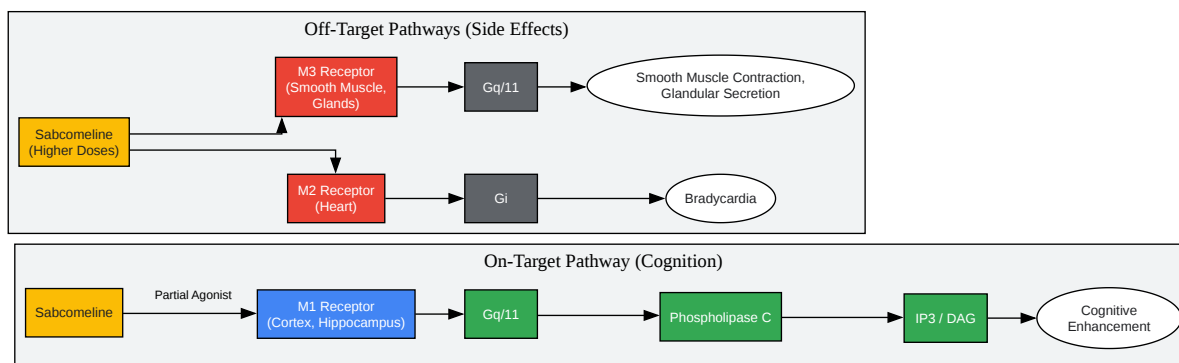 Off-Target Pathways (Side Effects)
M3 Receptor
(Smooth Muscle,
Glands)
Gq/11
Smooth Muscle Contraction,
Glandular Secretion
Sabcomeline
(Higher Doses)
M2 Receptor
(Heart)
Gi
Bradycardia
On-Target Pathway (Cognition)
Sabcomeline
Partial Agonist
M1 Receptor
(Cortex, Hippocampus)
Gq/11
Phospholipase C
IP3 / DAG
Cognitive
Enhancement